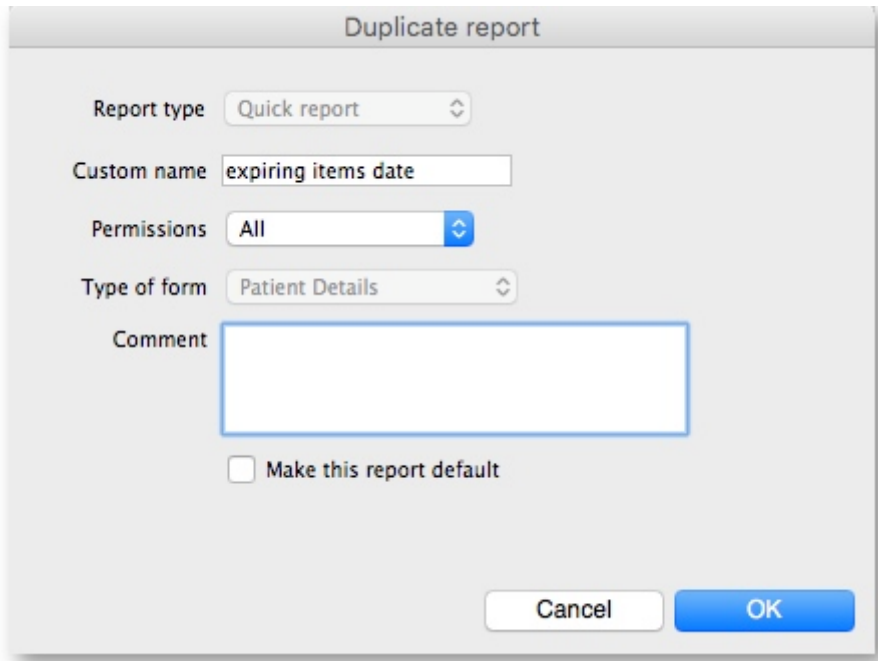 Duplicate report
Report type Quick report
Custom name expiring items date
Permissions All
Type of form Patient Details
Comment
Make this report default
Cancel OK